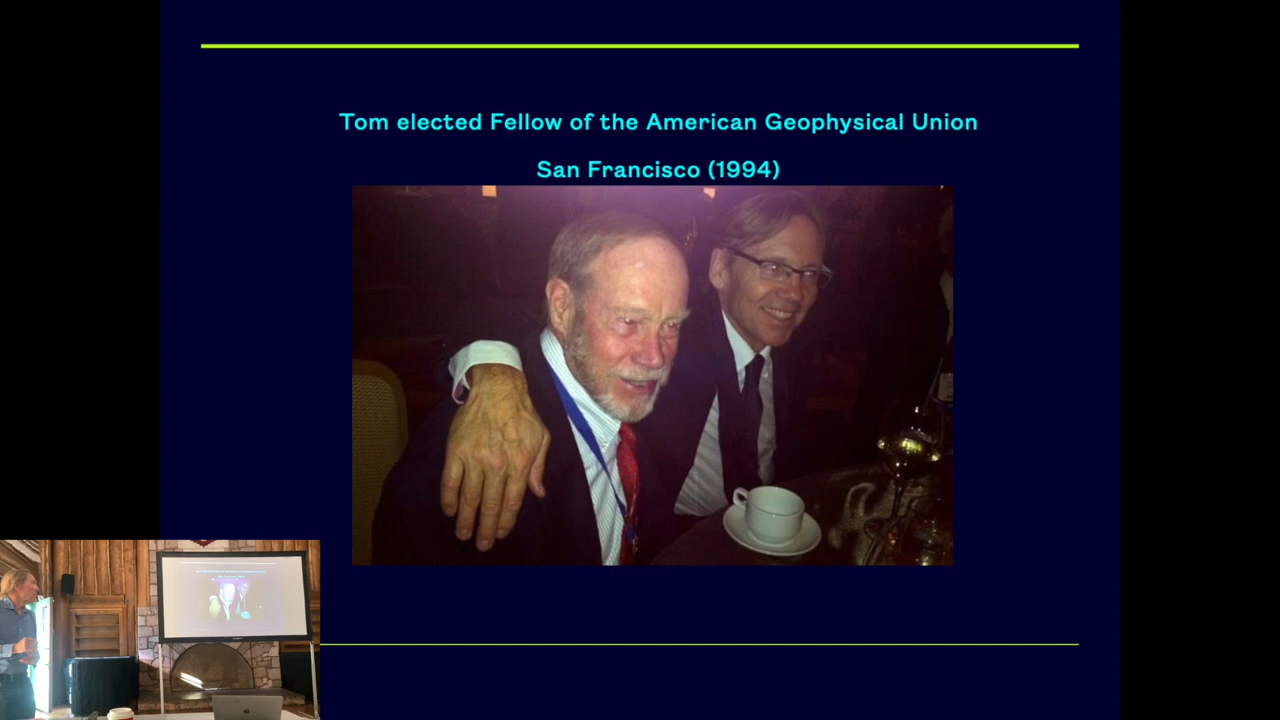 Tom elected Fellow of the American Geophysical Union
San Francisco (1994)